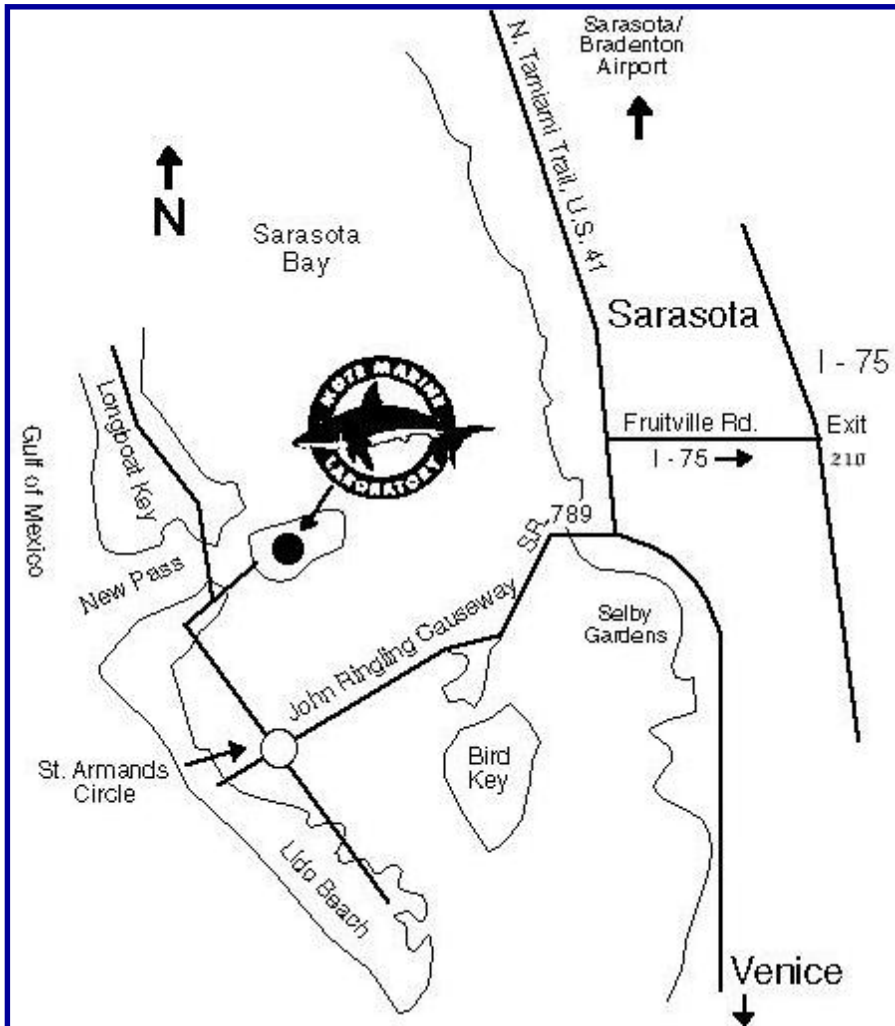 Sarasota/
Bradenton
Airport
N. Tamiami Trail, U.S. 41
N
Sarasota
Bay
Sarasota
I - 75
MOTE MARINE
LABORATORY
Longboat Key
Gulf of Mexico
Fruitville Rd.
Exit
I - 75
210
S.R. 789
New Pass
John Ringling Causeway
Selby
Gardens
St. Armands
Circle
Bird
Key
Lido Beach
Venice